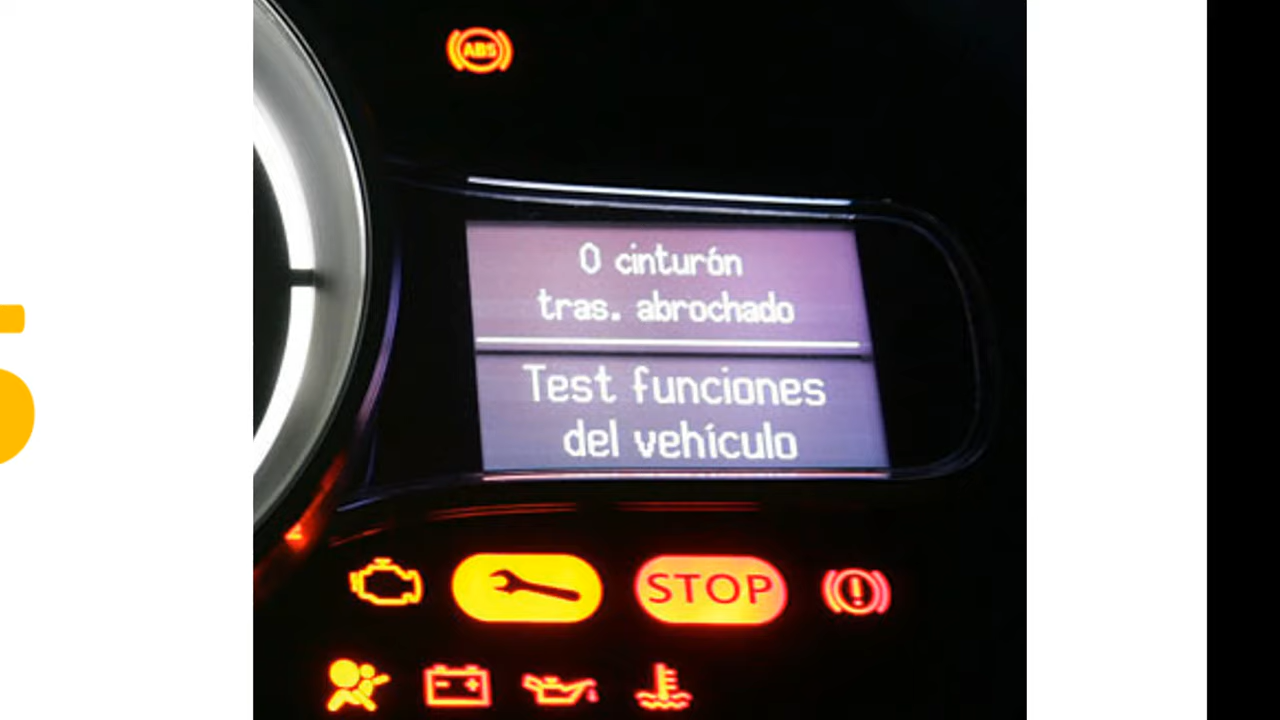 ABS
0 cinturón
tras. abrochado
Test funciones
del vehículo
STOP